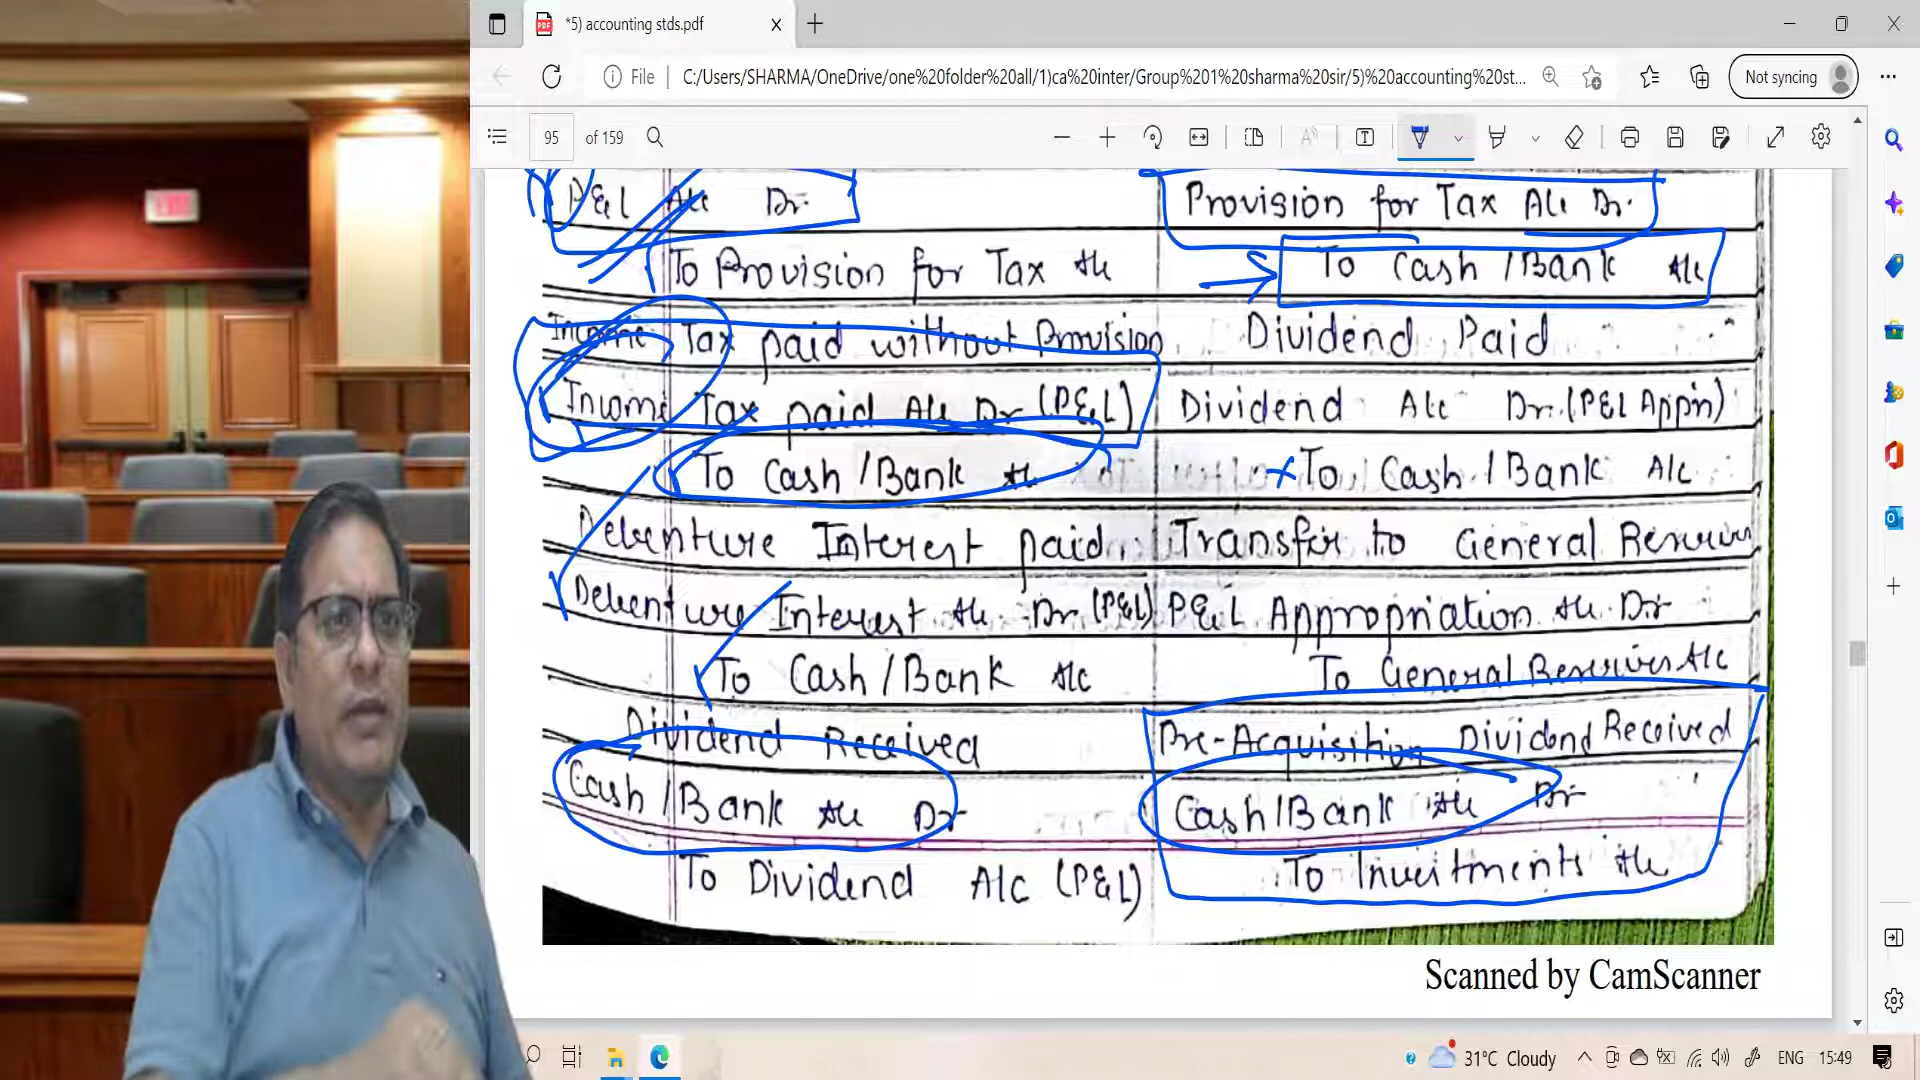 *5) accounting stds.pdf
File
C:/Users/SHARMA/OneDrive/one%20folder%20all/1)ca%20inter/Group%201%20sharma%20sir/5)%20accounting%20st...
Not syncing
95 of 159
P&L A/c Dr
Provision for Tax A/c Dr.
To Provision for Tax A/c
To Cash/Bank A/c
Income Tax paid without Provision
Dividend Paid
Income Tax paid A/c Dr (P&L)
Dividend A/c Dr. (P&L App'n)
To Cash/Bank A/c
To Cash/Bank A/c
Debenture Interest paid
Transfer to General Reserves
Debenture Interest A/c Dr (P&L)
P&L Appropriation A/c Dr
To Cash/Bank A/c
To General Reserves A/c
Dividend Received
Pre-Acquisition Dividend Received
Cash/Bank A/c Dr
Cash/Bank A/c Dr
To Dividend A/c (P&L)
To Investments A/c
Scanned by CamScanner
31°C Cloudy
ENG
15:49